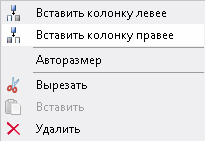 Вставить колонку левее
Вставить колонку правее
Авторазмер
Вырезать
Вставить
Удалить